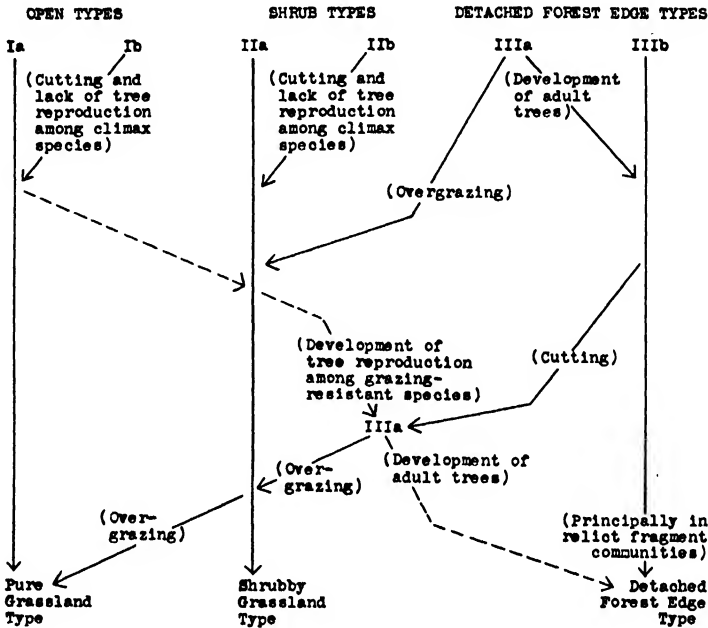 OPEN TYPES SHRUB TYPES DETACHED FOREST EDGE TYPES
Ia Ib IIa IIb IIIa IIIb
(Cutting and
lack of tree
reproduction
among climax
species)
(Cutting and
lack of tree
reproduction
among climax
species)
(Development
of adult
trees)
(Overgrazing)
(Development of
tree reproduction
among grazing-
resistant species)
(Cutting)
IIIa
(Over-
grazing)
(Development of
adult trees)
(Over-
grazing)
(Principally in
relict fragment
communities)
Pure
Grassland
Type
Shrubby
Grassland
Type
Detached
Forest Edge
Type